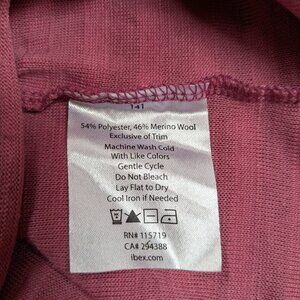 141
54% Polyester, 46% Merino Wool
Exclusive of Trim
Machine Wash Cold
With Like Colors
Gentle Cycle
Do Not Bleach
Lay Flat to Dry
Cool Iron if Needed
RN# 115719
CA# 294388
ibex.com